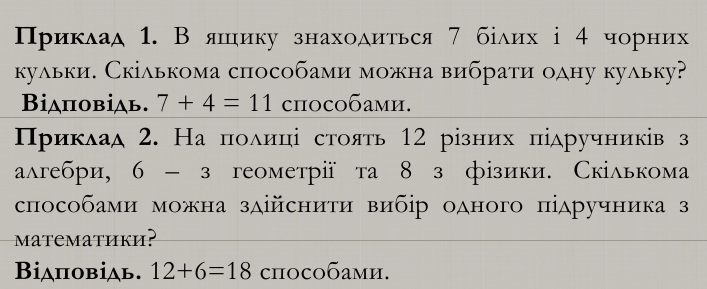 Приклад 1. В ящику знаходиться 7 білих і 4 чорних
кульки. Скількома способами можна вибрати одну кульку?
Відповідь. 7 + 4 = 11 способами.
Приклад 2. На полиці стоять 12 різних підручників з
алгебри, 6 – з геометрії та 8 з фізики. Скількома
способами можна здійснити вибір одного підручника з
математики?
Відповідь. 12+6=18 способами.